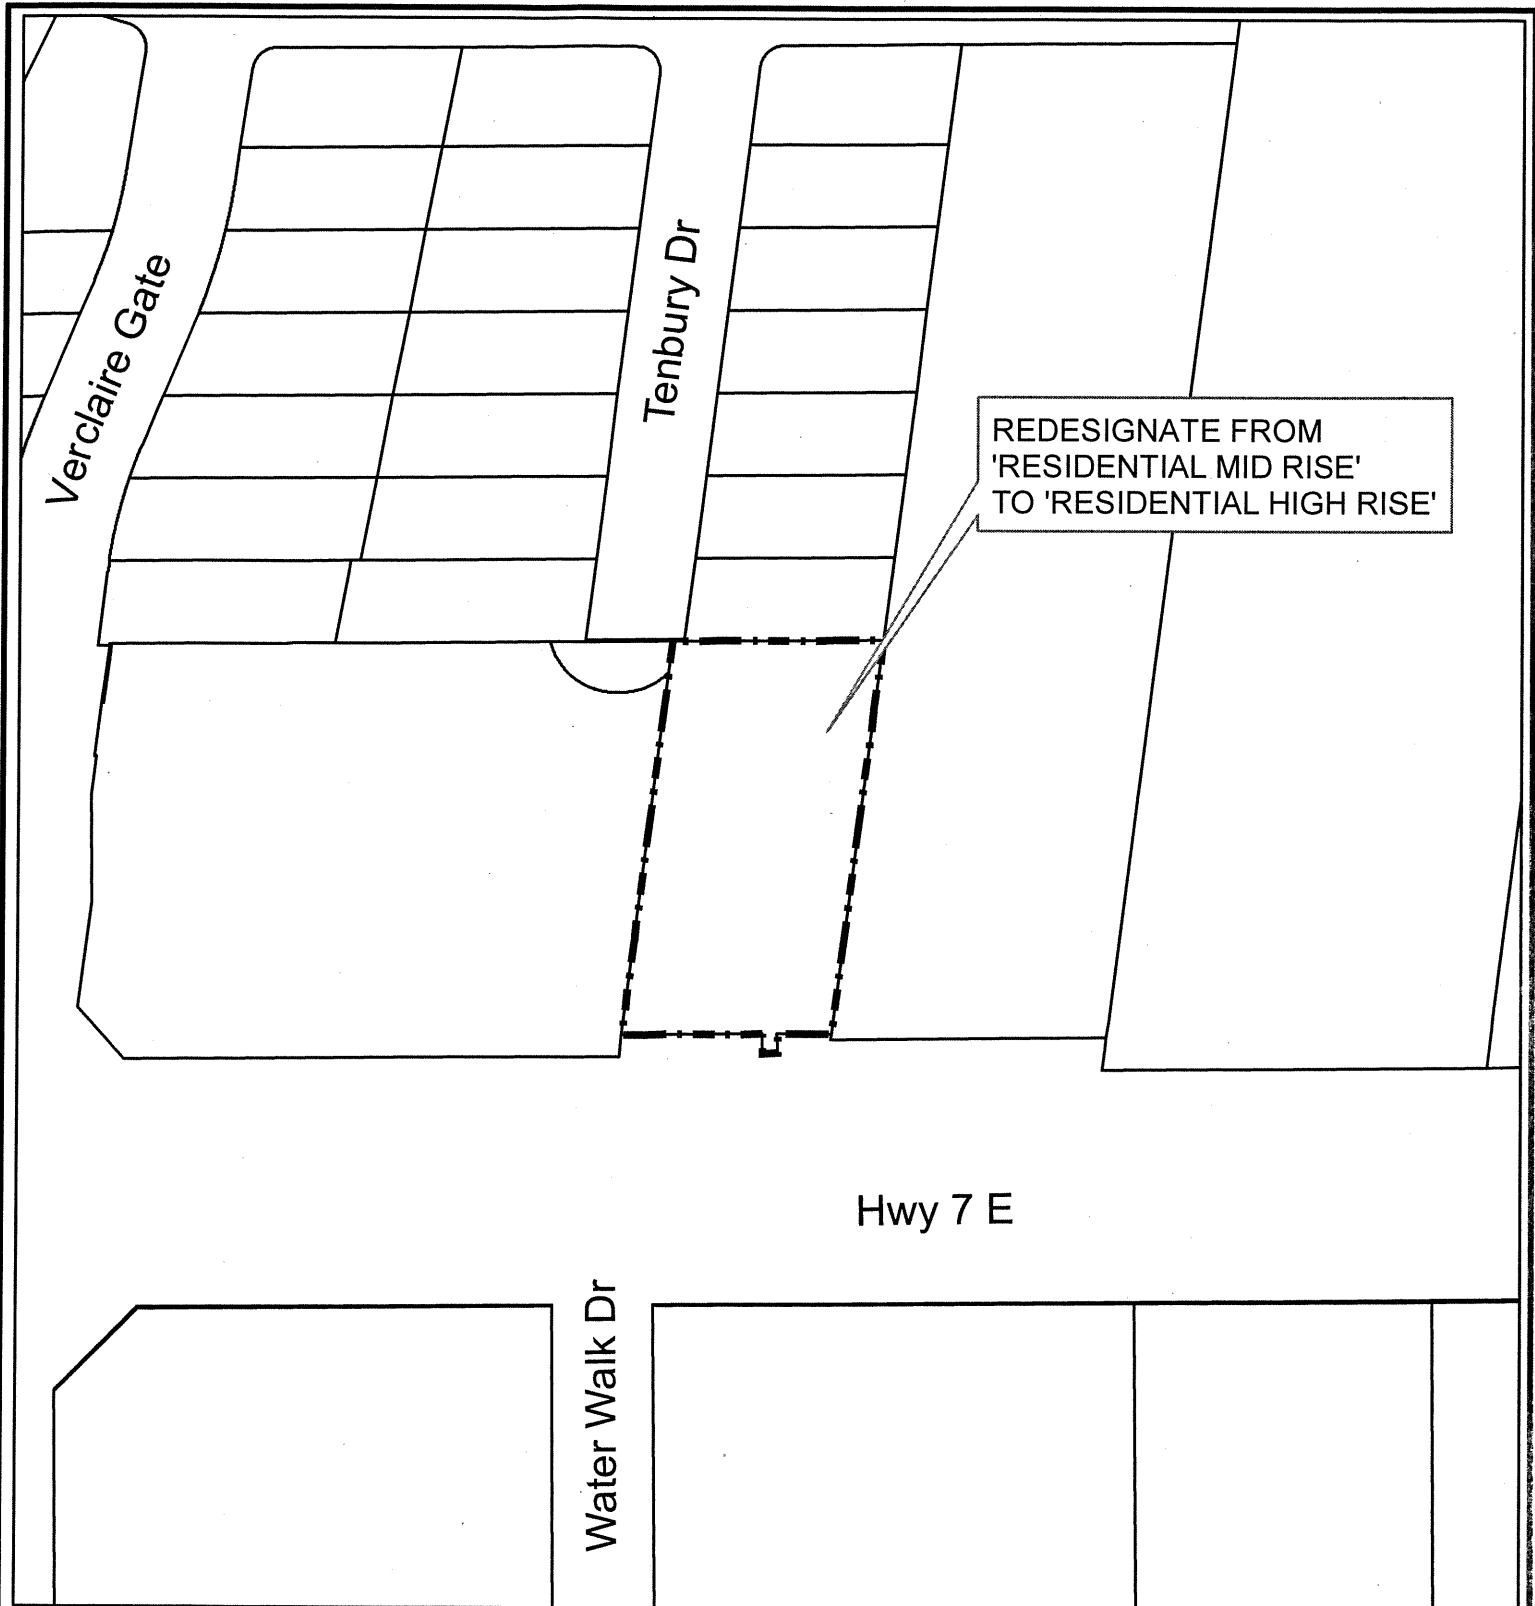 Verclaire Gate
Tenbury Dr
REDESIGNATE FROM
'RESIDENTIAL MID RISE'
TO 'RESIDENTIAL HIGH RISE'
Hwy 7 E
Water Walk Dr